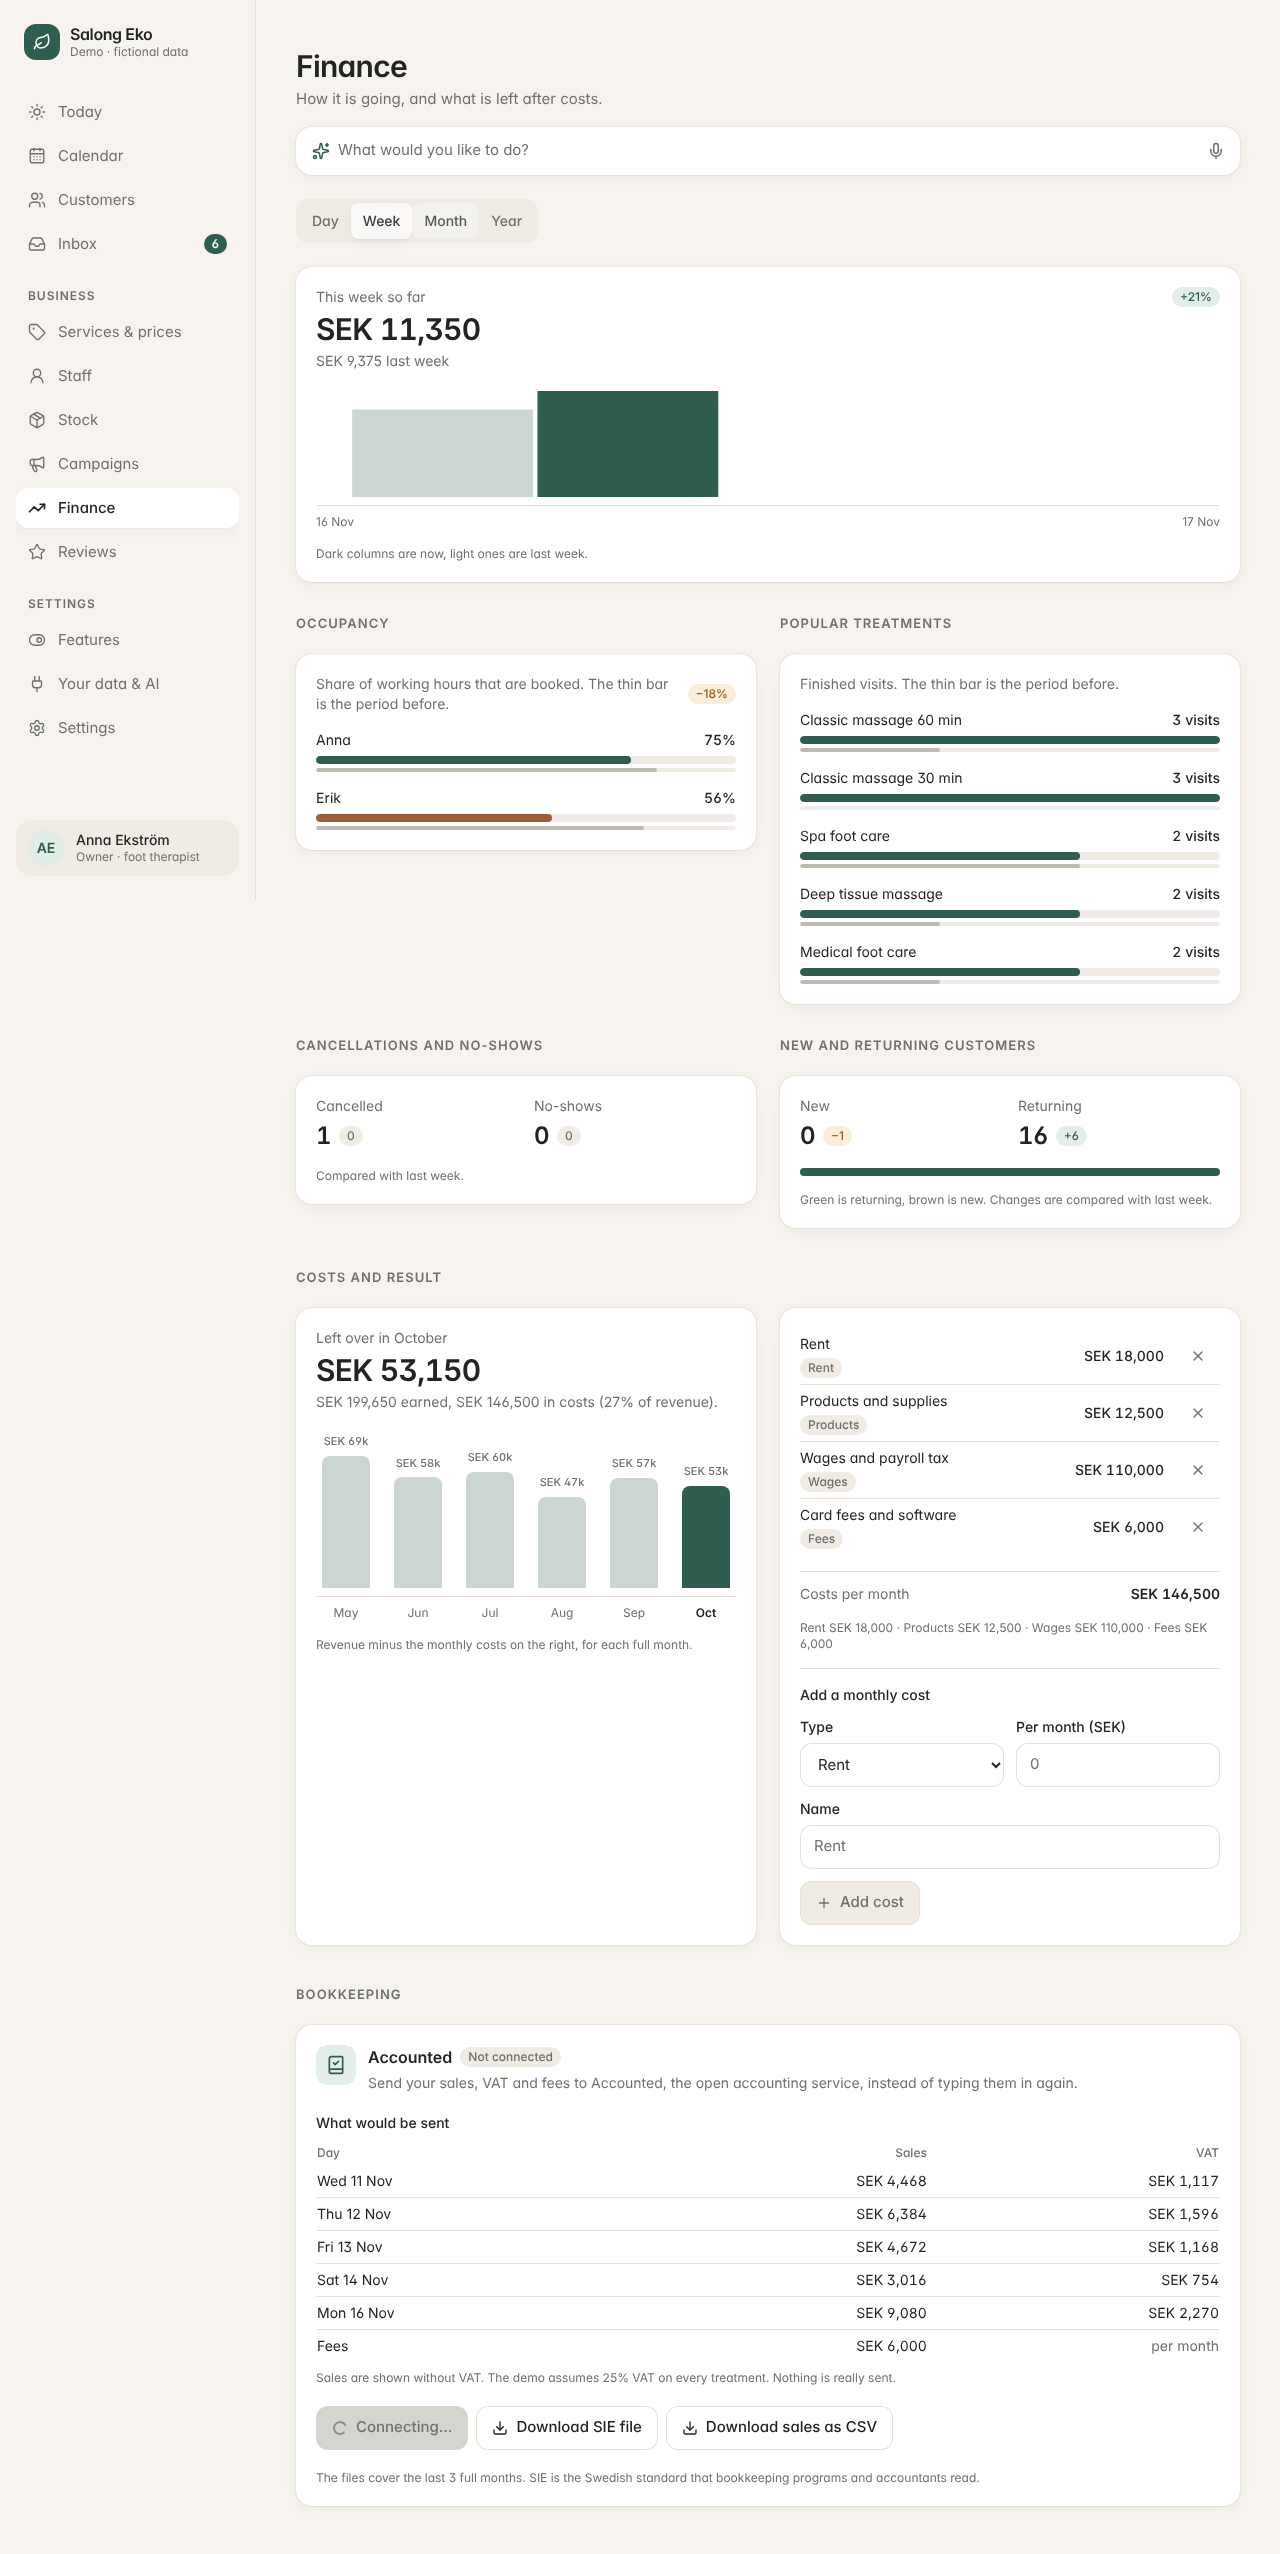 Salong Eko
Demo · fictional data
Today
Calendar
Customers
Inbox 6
BUSINESS
Services & prices
Staff
Stock
Campaigns
Finance
Reviews
SETTINGS
Features
Your data & AI
Settings
AE
Anna Ekström
Owner · foot therapist
Finance
How it is going, and what is left after costs.
What would you like to do?
Day Week Month Year
This week so far +21%
SEK 11,350
SEK 9,375 last week
16 Nov 17 Nov
Dark columns are now, light ones are last week.
OCCUPANCY
Share of working hours that are booked. The thin bar
is the period before.
−18%
Anna 75%
Erik 56%
POPULAR TREATMENTS
Finished visits. The thin bar is the period before.
Classic massage 60 min 3 visits
Classic massage 30 min 3 visits
Spa foot care 2 visits
Deep tissue massage 2 visits
Medical foot care 2 visits
CANCELLATIONS AND NO-SHOWS
Cancelled No-shows
1 0 0 0
Compared with last week.
NEW AND RETURNING CUSTOMERS
New Returning
0 −1 16 +6
Green is returning, brown is new. Changes are compared with last week.
COSTS AND RESULT
Left over in October
SEK 53,150
SEK 199,650 earned, SEK 146,500 in costs (27% of revenue).
SEK 69k SEK 58k SEK 60k SEK 47k SEK 57k SEK 53k
May Jun Jul Aug Sep Oct
Revenue minus the monthly costs on the right, for each full month.
Rent
Rent
SEK 18,000
Products and supplies
Products
SEK 12,500
Wages and payroll tax
Wages
SEK 110,000
Card fees and software
Fees
SEK 6,000
Costs per month SEK 146,500
Rent SEK 18,000 · Products SEK 12,500 · Wages SEK 110,000 · Fees SEK
6,000
Add a monthly cost
Type Per month (SEK)
Rent 0
Name
Rent
Add cost
BOOKKEEPING
Accounted Not connected
Send your sales, VAT and fees to Accounted, the open accounting service, instead of typing them in again.
What would be sent
Day Sales VAT
Wed 11 Nov SEK 4,468 SEK 1,117
Thu 12 Nov SEK 6,384 SEK 1,596
Fri 13 Nov SEK 4,672 SEK 1,168
Sat 14 Nov SEK 3,016 SEK 754
Mon 16 Nov SEK 9,080 SEK 2,270
Fees SEK 6,000 per month
Sales are shown without VAT. The demo assumes 25% VAT on every treatment. Nothing is really sent.
Connecting... Download SIE file Download sales as CSV
The files cover the last 3 full months. SIE is the Swedish standard that bookkeeping programs and accountants read.